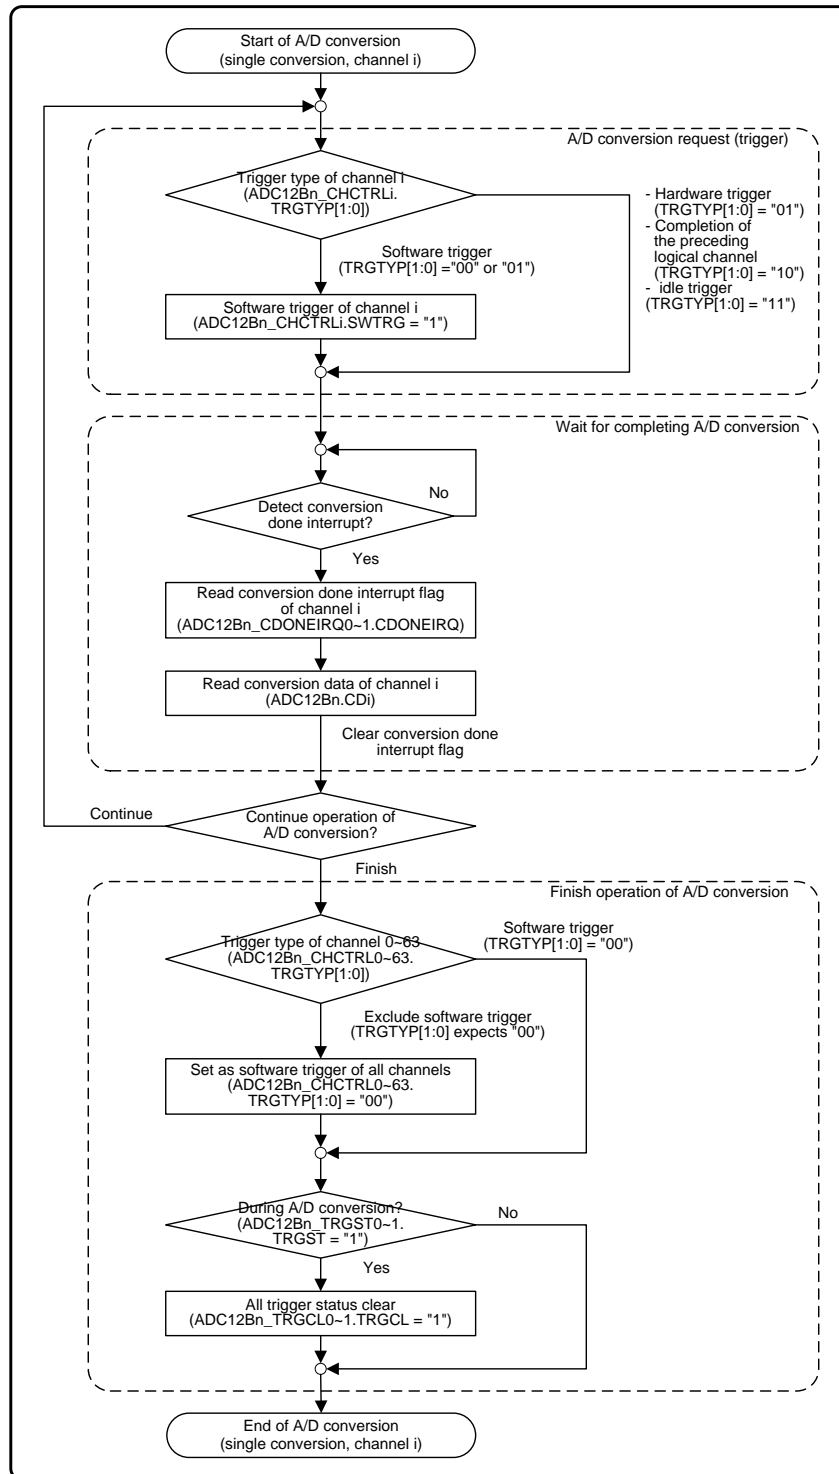 Start of A/D conversion
(single conversion, channel i)
A/D conversion request (trigger)
Trigger type of channel i
(ADC12Bn_CHCTRLi.
TRGTYP[1:0])
- Hardware trigger
(TRGTYP[1:0] = "01")
- Completion of
the preceding
logical channel
(TRGTYP[1:0] = "10")
- idle trigger
(TRGTYP[1:0] = "11")
Software trigger
(TRGTYP[1:0] ="00" or "01")
Software trigger of channel i
(ADC12Bn_CHCTRLi.SWTRG = "1")
Wait for completing A/D conversion
No
Detect conversion
done interrupt?
Yes
Read conversion done interrupt flag
of channel i
(ADC12Bn_CDONEIRQ0~1.CDONEIRQ)
Read conversion data of channel i
(ADC12Bn.CDi)
Clear conversion done
interrupt flag
Continue
Continue operation of
A/D conversion?
Finish
Finish operation of A/D conversion
Trigger type of channel 0~63
(ADC12Bn_CHCTRL0~63.
TRGTYP[1:0])
Software trigger
(TRGTYP[1:0] = "00")
Exclude software trigger
(TRGTYP[1:0] expects "00")
Set as software trigger of all channels
(ADC12Bn_CHCTRL0~63.
TRGTYP[1:0] = "00")
During A/D conversion?
(ADC12Bn_TRGST0~1.
TRGST = "1")
No
Yes
All trigger status clear
(ADC12Bn_TRGCL0~1.TRGCL = "1")
End of A/D conversion
(single conversion, channel i)